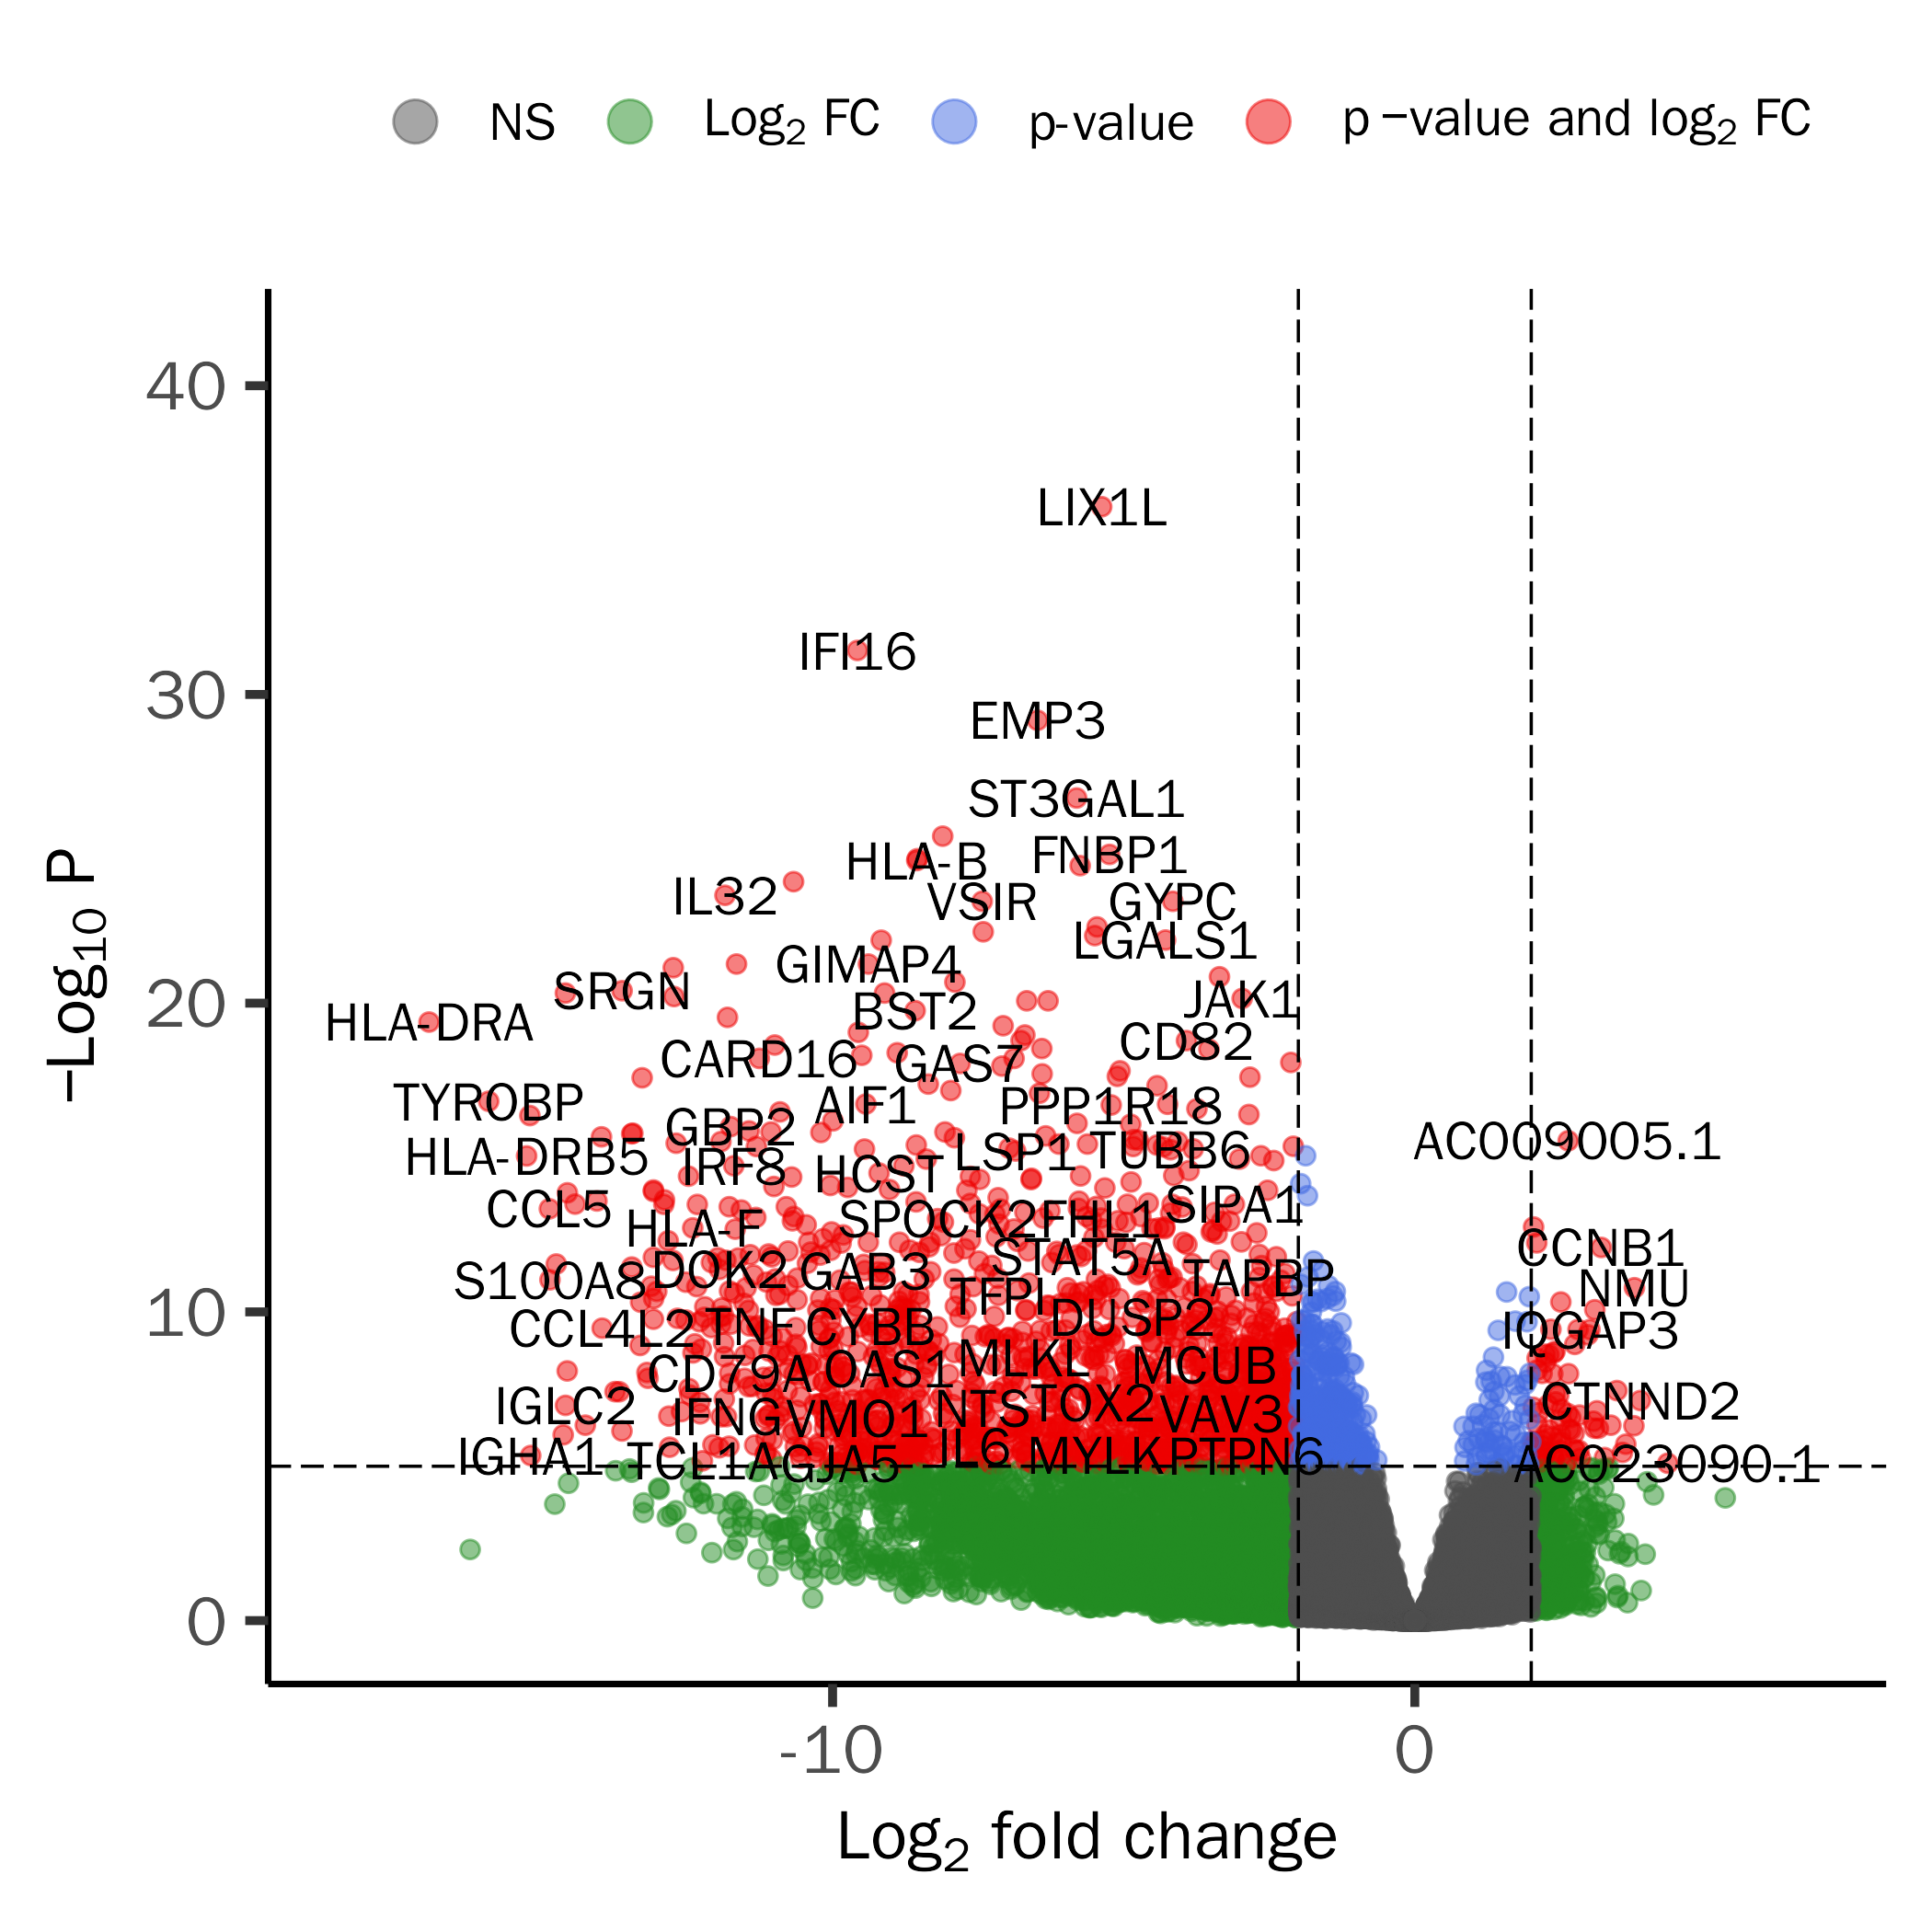 NS Log₂ FC p-value p −value and log₂ FC
40
30
20
10
0
−Log₁₀ P
LIX1L
IFI16
EMP3
ST3GAL1
HLA-B FNBP1
IL32 VSIR GYPC
LGALS1
GIMAP4
SRGN JAK1
HLA-DRA BST2
CD82
CARD16 GAS7
TYROBP AIF1 PPP1R18
GBP2 AC009005.1
HLA-DRB5 IRF8 HCST LSP1 TUBB6
CCL5 SIPA1
HLA-F SPOCK2 FHL1
STAT5A CCNB1
S100A8 DOK2 GAB3 TAPBP
TFPI NMU
CCL4L2 TNF CYBB DUSP2 IQGAP3
CD79A OAS1 MLKL MCUB
IGLC2 IFNG VMO1 NTS TOX2 VAV3 CTNND2
IGHA1 TCL1A GJA5 IL6 MYLK PTPN6 AC023090.1
-10 0
Log₂ fold change